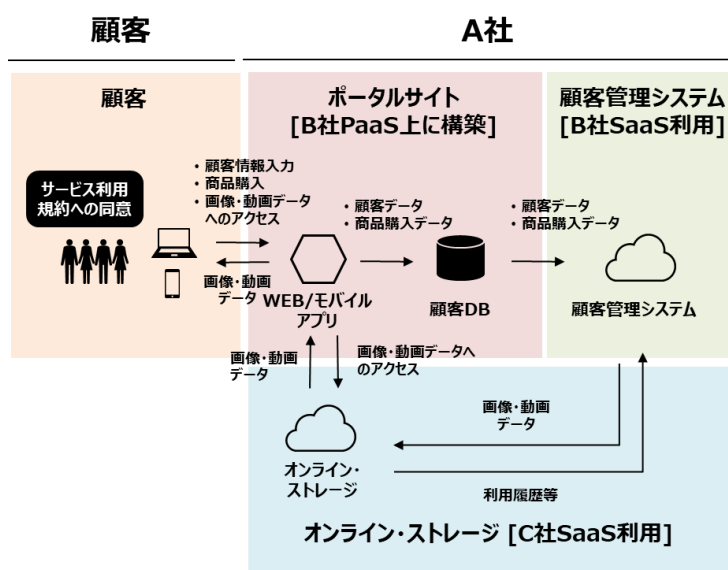 顧客
A社
顧客
ポータルサイト
[B社PaaS上に構築]
顧客管理システム
[B社SaaS利用]
サービス利用
規約への同意
・顧客情報入力
・商品購入
・画像・動画データ
へのアクセス
・顧客データ
・商品購入データ
・顧客データ
・商品購入データ
画像・動画
データ
WEB/モバイル
アプリ
顧客DB
顧客管理システム
画像・動画
データ
画像・動画データへ
のアクセス
画像・動画
データ
オンライン・
ストレージ
利用履歴等
オンライン・ストレージ [C社SaaS利用]